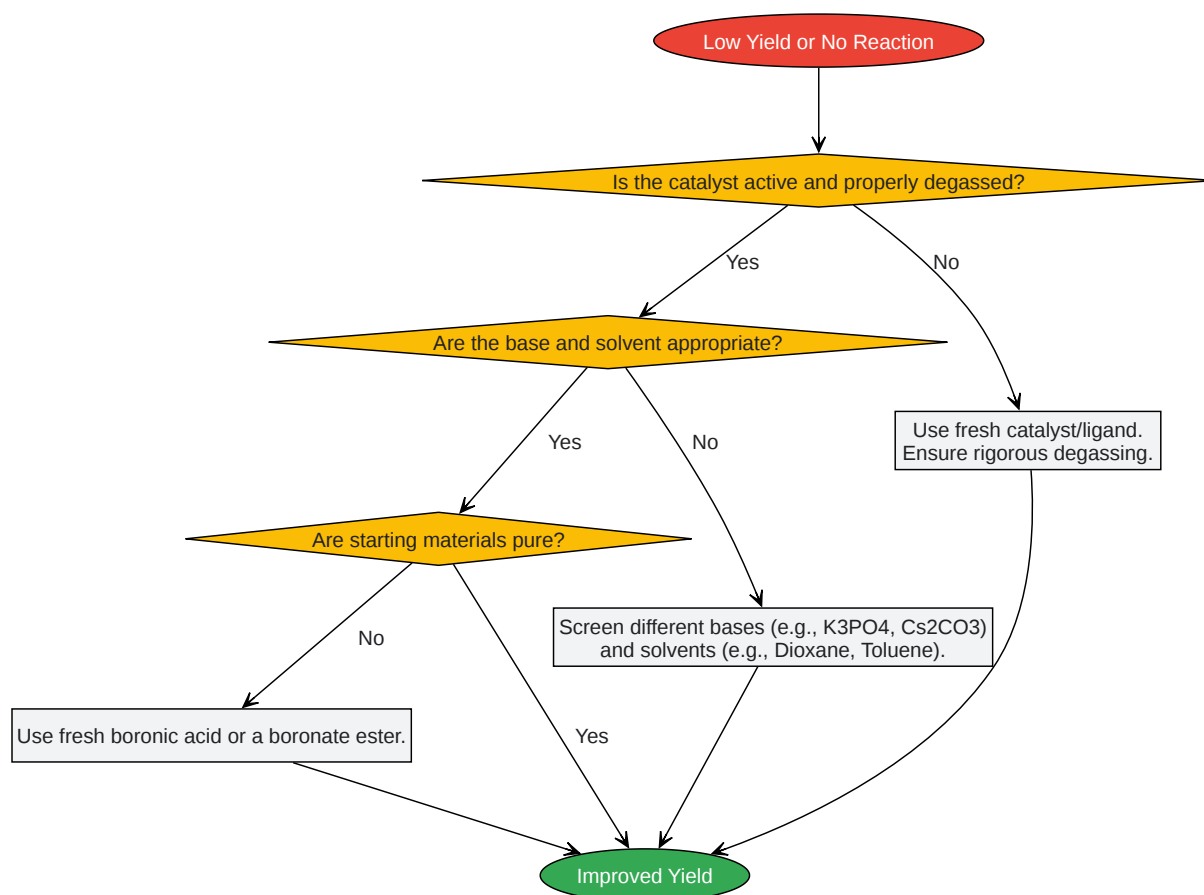 Low Yield or No Reaction
Is the catalyst active and properly degassed?
Yes
No
Are the base and solvent appropriate?
Use fresh catalyst/ligand.
Ensure rigorous degassing.
Yes
No
Are starting materials pure?
Screen different bases (e.g., K3PO4, Cs2CO3)
and solvents (e.g., Dioxane, Toluene).
No
Use fresh boronic acid or a boronate ester.
Yes
Improved Yield